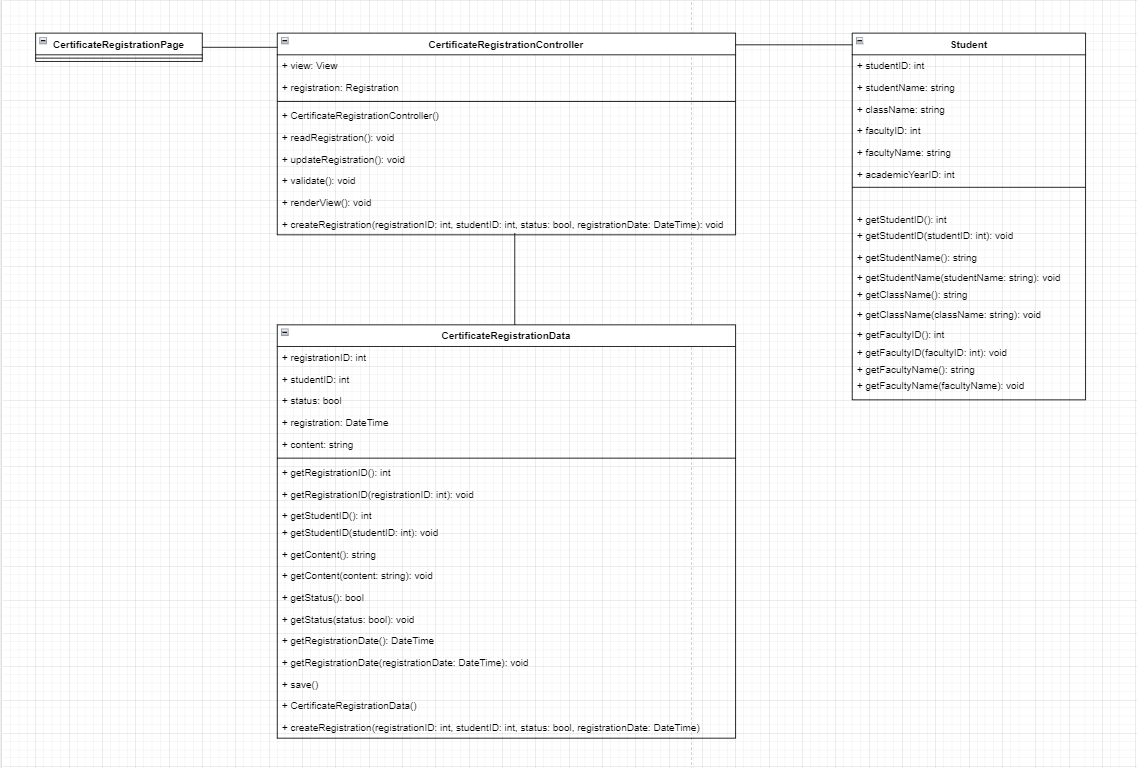 CertificateRegistrationPage
CertificateRegistrationController
+ view: View
+ registration: Registration
+ CertificateRegistrationController()
+ readRegistration(): void
+ updateRegistration(): void
+ validate(): void
+ renderView(): void
+ createRegistration(registrationID: int, studentID: int, status: bool, registrationDate: DateTime): void
Student
+ studentID: int
+ studentName: string
+ className: string
+ facultyID: int
+ facultyName: string
+ academicYearID: int
+ getStudentID(): int
+ getStudentID(studentID: int): void
+ getStudentName(): string
+ getStudentName(studentName: string): void
+ getClassName(): string
+ getClassName(className: string): void
+ getFacultyID(): int
+ getFacultyID(facultyID: int): void
+ getFacultyName(): string
+ getFacultyName(facultyName): void
CertificateRegistrationData
+ registrationID: int
+ studentID: int
+ status: bool
+ registration: DateTime
+ content: string
+ getRegistrationID(): int
+ getRegistrationID(registrationID: int): void
+ getStudentID(): int
+ getStudentID(studentID: int): void
+ getContent(): string
+ getContent(content: string): void
+ getStatus(): bool
+ getStatus(status: bool): void
+ getRegistrationDate(): DateTime
+ getRegistrationDate(registrationDate: DateTime): void
+ save()
+ CertificateRegistrationData()
+ createRegistration(registrationID: int, studentID: int, status: bool, registrationDate: DateTime)